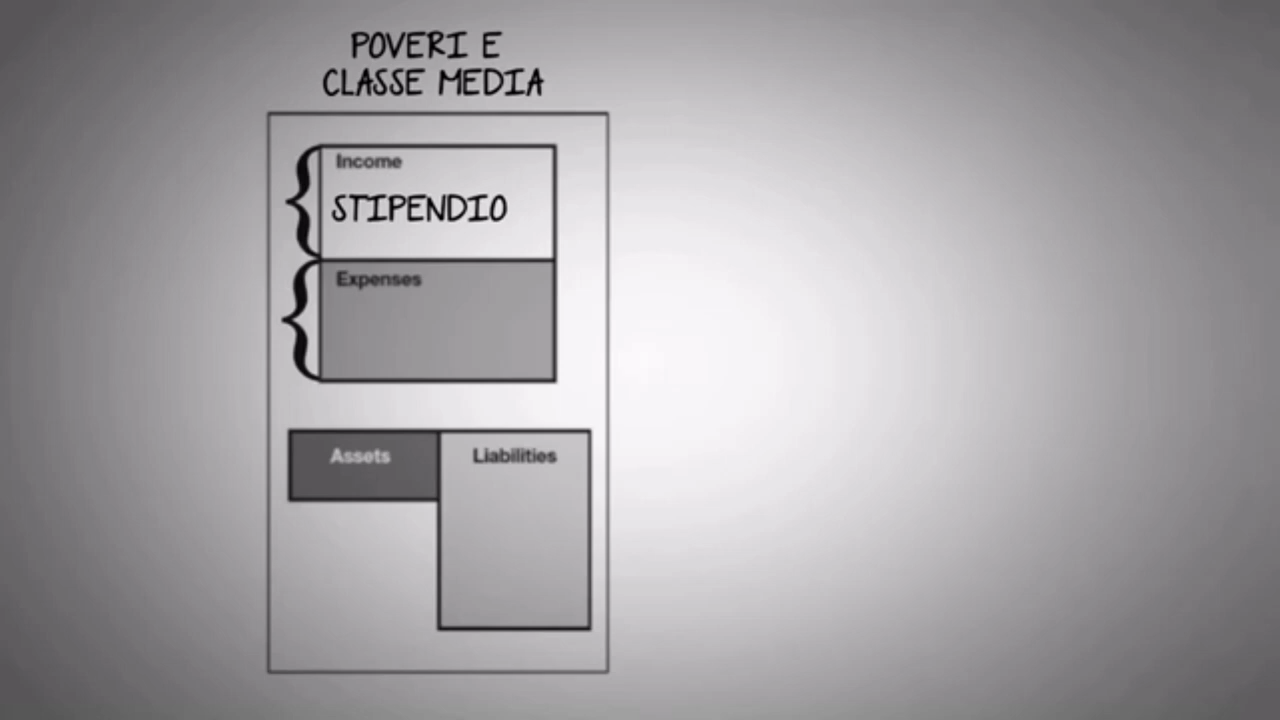 POVERI E
CLASSE MEDIA
Income
STIPENDIO
Expenses
Assets
Liabilities